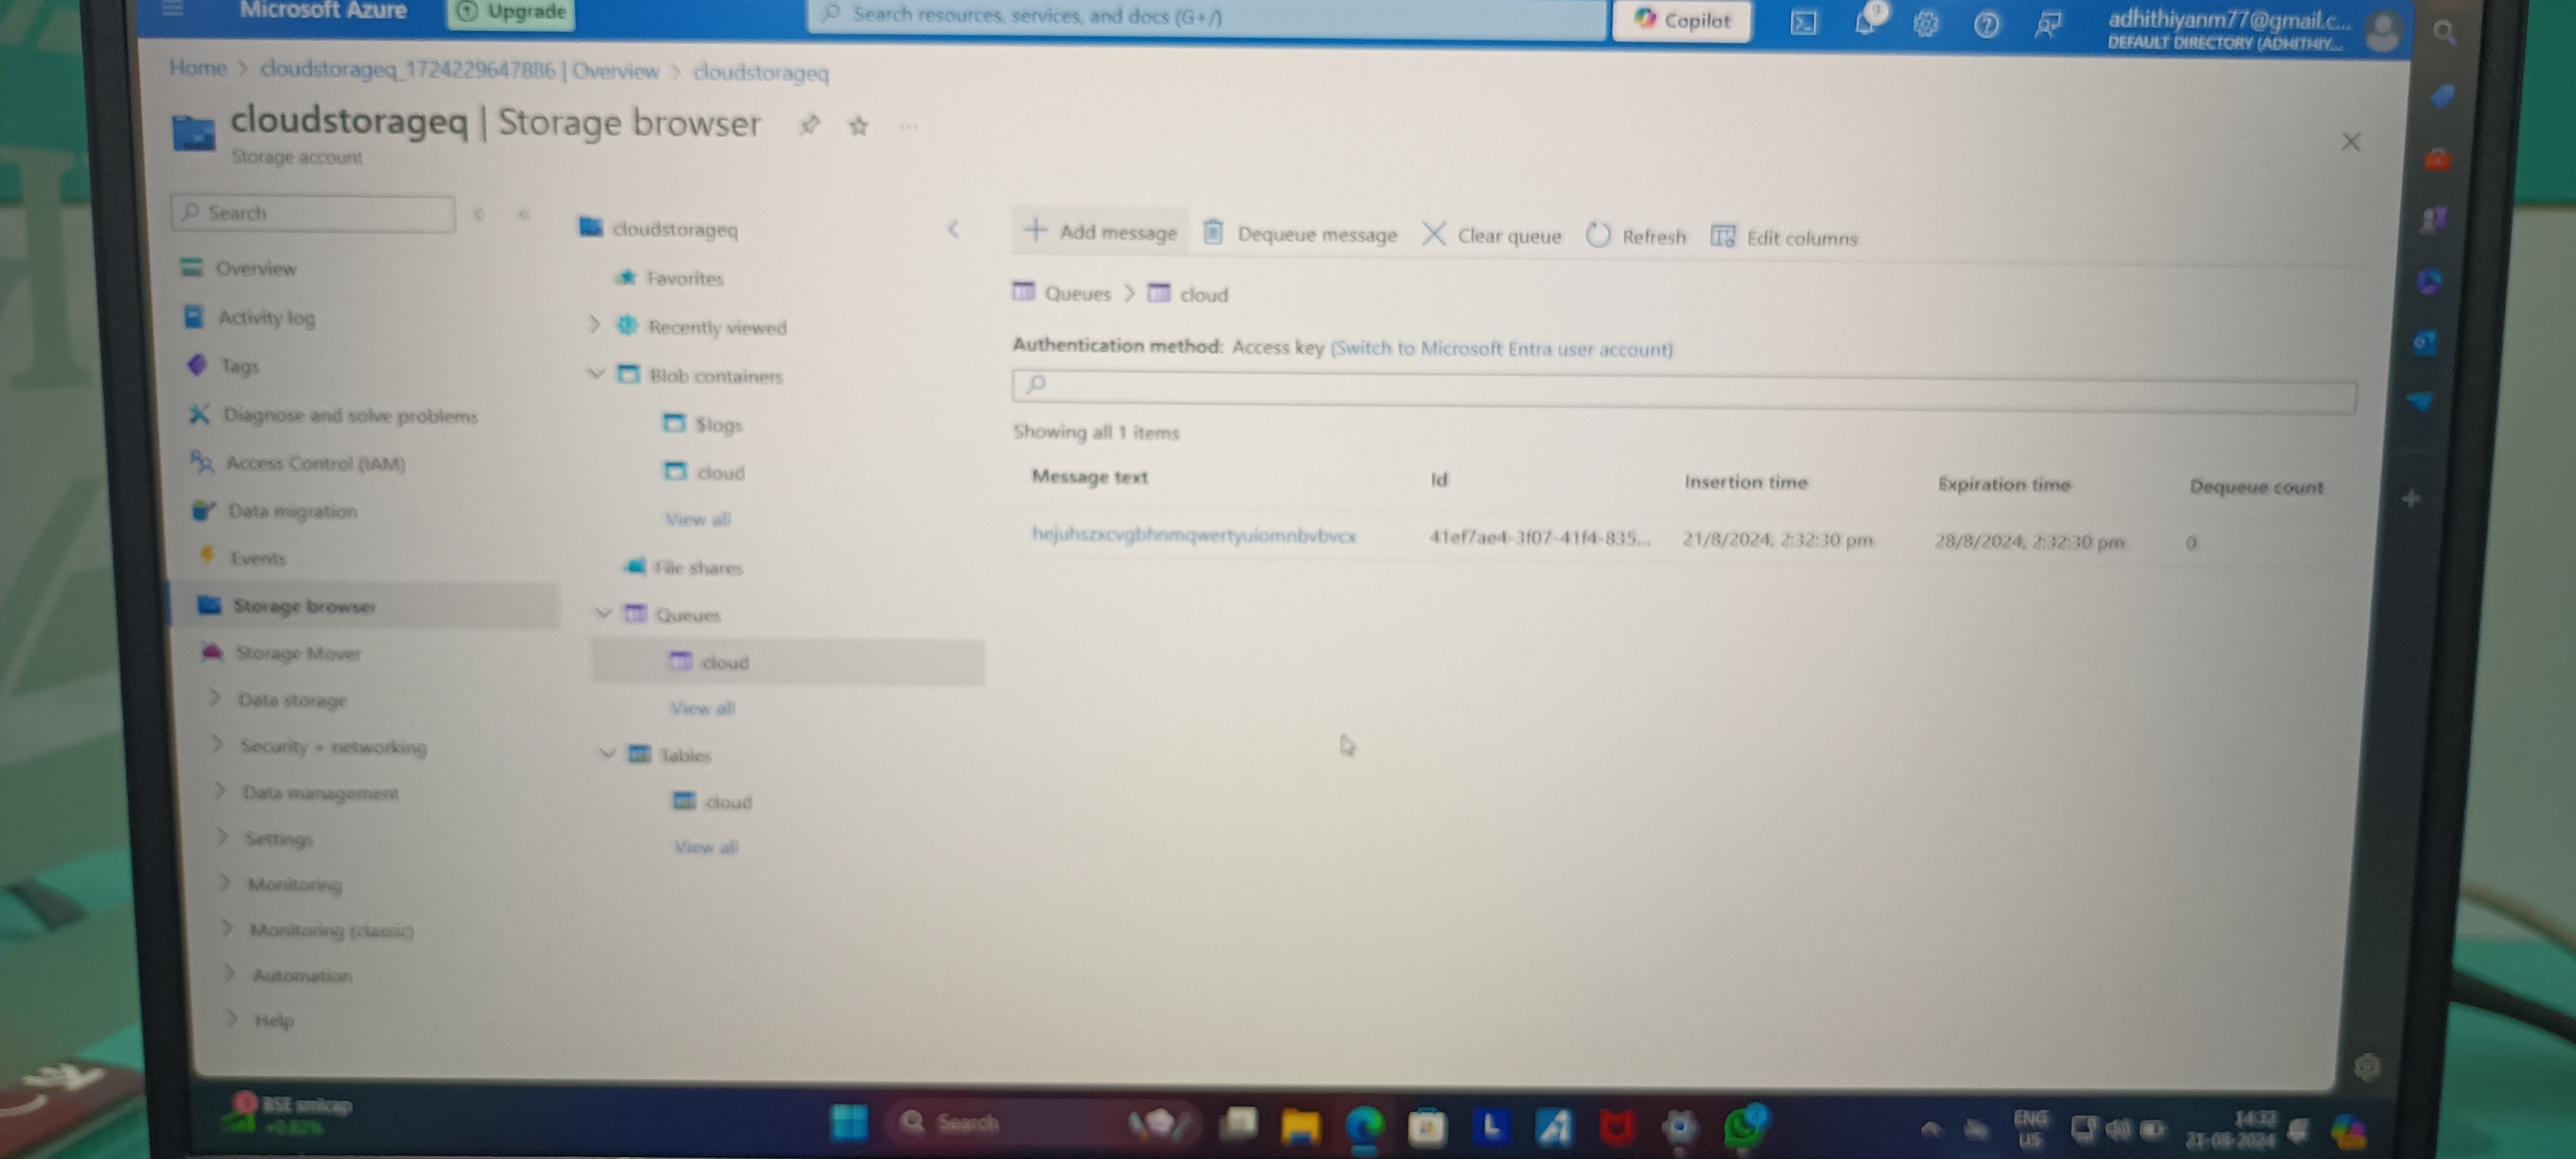 Microsoft Azure
Upgrade
Search resources, services, and docs (G+/)
Copilot
9
adhithiyanm77@gmail.c...
DEFAULT DIRECTORY (ADHITHIY...
Home > cloudstorageq_1724229647886 | Overview > cloudstorageq
cloudstorageq | Storage browser
...
Storage account
Search
Overview
Activity log
Tags
Diagnose and solve problems
Access Control (IAM)
Data migration
Events
Storage browser
Storage Mover
Data storage
Security + networking
Data management
Settings
Monitoring
Monitoring (classic)
Automation
Help
cloudstorageq
Favorites
Recently viewed
Blob containers
$logs
cloud
View all
File shares
Queues
cloud
View all
Tables
cloud
View all
Add message
Dequeue message
Clear queue
Refresh
Edit columns
Queues > cloud
Authentication method: Access key (Switch to Microsoft Entra user account)
Showing all 1 items
Message text Id Insertion time Expiration time Dequeue count
hejuhszxcvgbhnmqwertyuiomnbvbvcx 41ef7ae4-3f07-41f4-835... 21/8/2024, 2:32:30 pm 28/8/2024, 2:32:30 pm 0
BSE smlcap
+0.82%
Search
L
ENG
US
14:32
21-08-2024